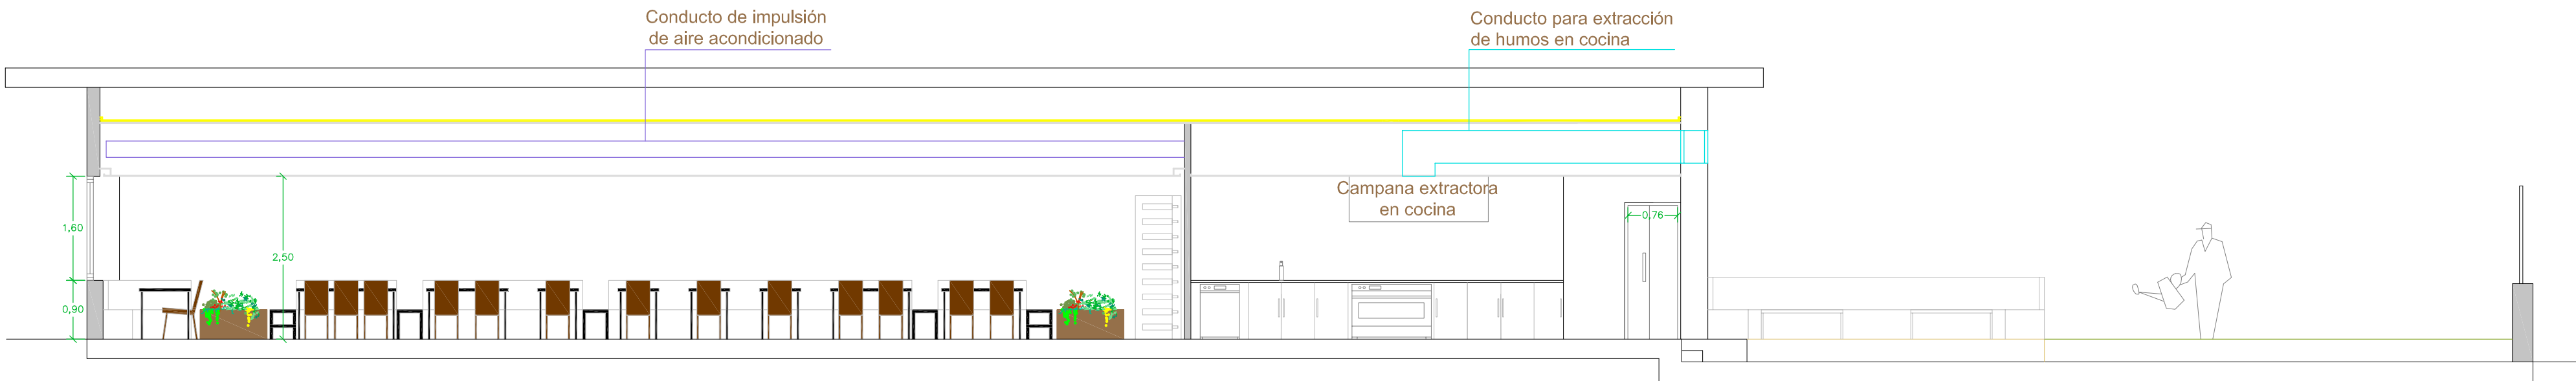 Conducto de impulsión
de aire acondicionado
Conducto para extracción
de humos en cocina
Campana extractora
en cocina
0,76
1,60
2,50
0,90